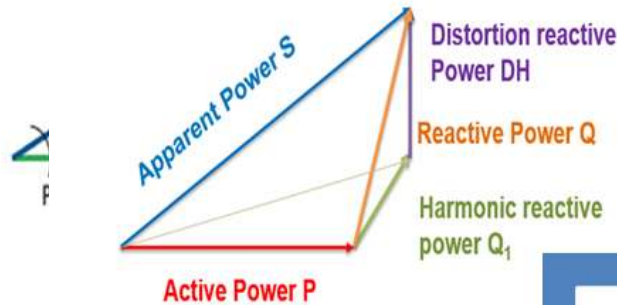 Apparent Power S
Distortion reactive
Power DH
Reactive Power Q
Harmonic reactive
power Q₁
Active Power P